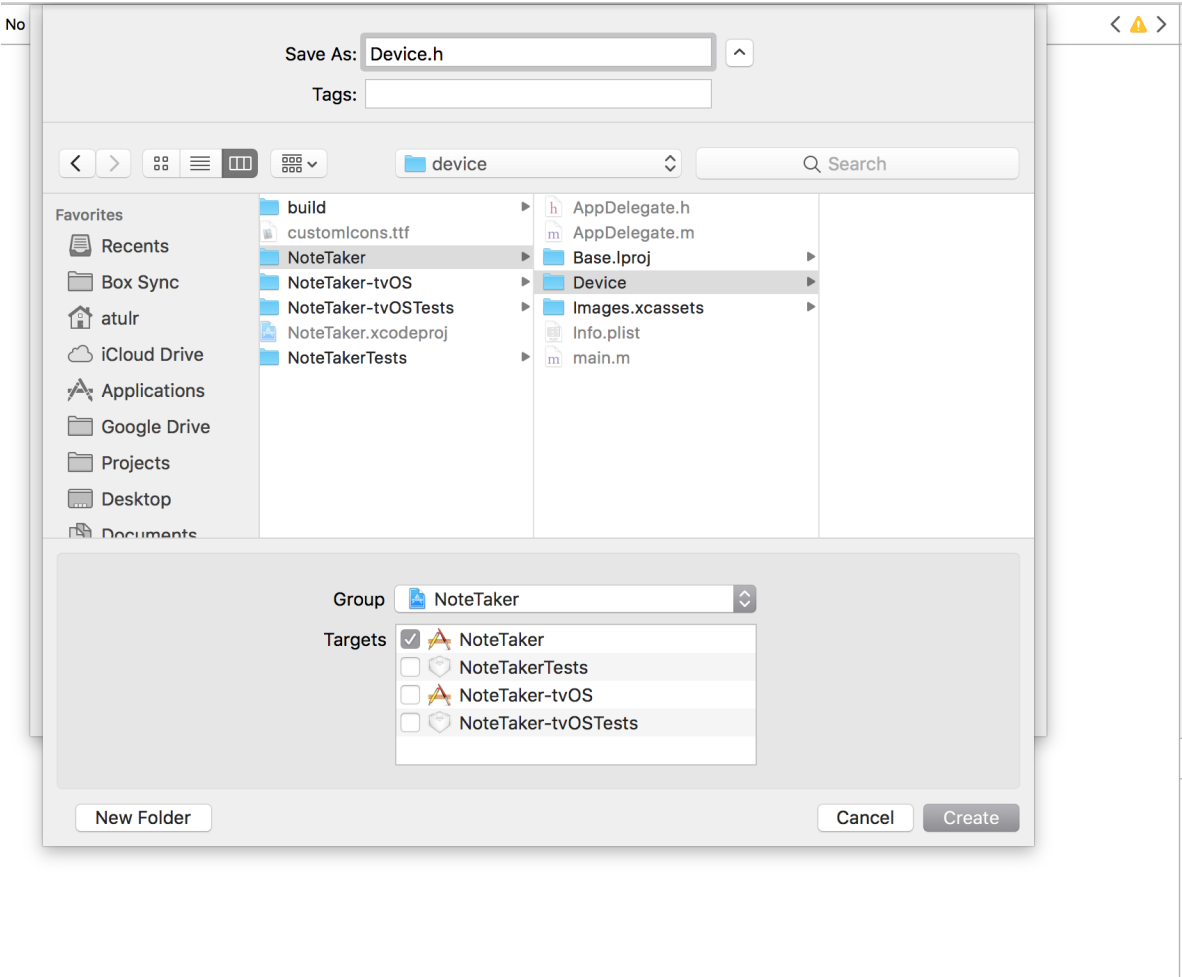 No
Save As: Device.h
Tags:
device
Search
Favorites
Recents
Box Sync
atulr
iCloud Drive
Applications
Google Drive
Projects
Desktop
Documents
build
customIcons.ttf
NoteTaker
NoteTaker-tvOS
NoteTaker-tvOSTests
NoteTaker.xcodeproj
NoteTakerTests
h AppDelegate.h
m AppDelegate.m
Base.lproj
Device
Images.xcassets
Info.plist
m main.m
Group NoteTaker
Targets NoteTaker
NoteTakerTests
NoteTaker-tvOS
NoteTaker-tvOSTests
New Folder Cancel Create